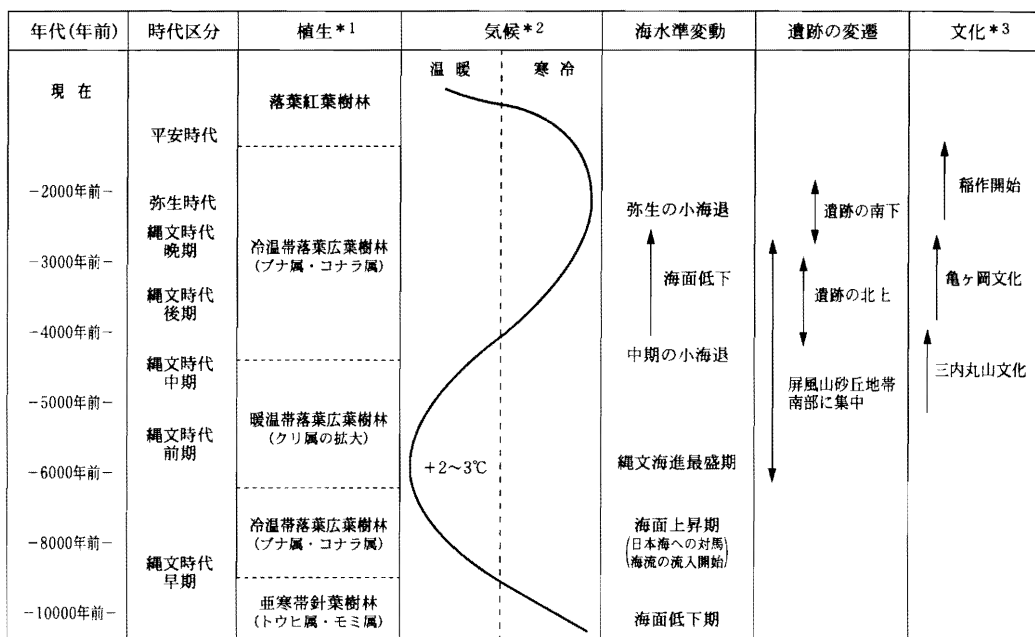 年代(年前) 時代区分 植生*1 気候*2 海水準変動 遺跡の変遷 文化*3
温暖 寒冷
現在
落葉紅葉樹林
平安時代
-2000年前-
弥生時代
縄文時代
晩期
-3000年前-
冷温帯落葉広葉樹林
(ブナ属・コナラ属)
縄文時代
後期
-4000年前-
縄文時代
中期
-5000年前-
暖温帯落葉広葉樹林
(クリ属の拡大)
縄文時代
前期
-6000年前-
+2~3℃
冷温帯落葉広葉樹林
(ブナ属・コナラ属)
-8000年前-
縄文時代
早期
亜寒帯針葉樹林
(トウヒ属・モミ属)
-10000年前-
弥生の小海退
海面低下
中期の小海退
縄文海進最盛期
海面上昇期
(日本海への対馬
海流の流入開始)
海面低下期
遺跡の南下
遺跡の北上
屏風山砂丘地帯
南部に集中
稲作開始
亀ヶ岡文化
三内丸山文化